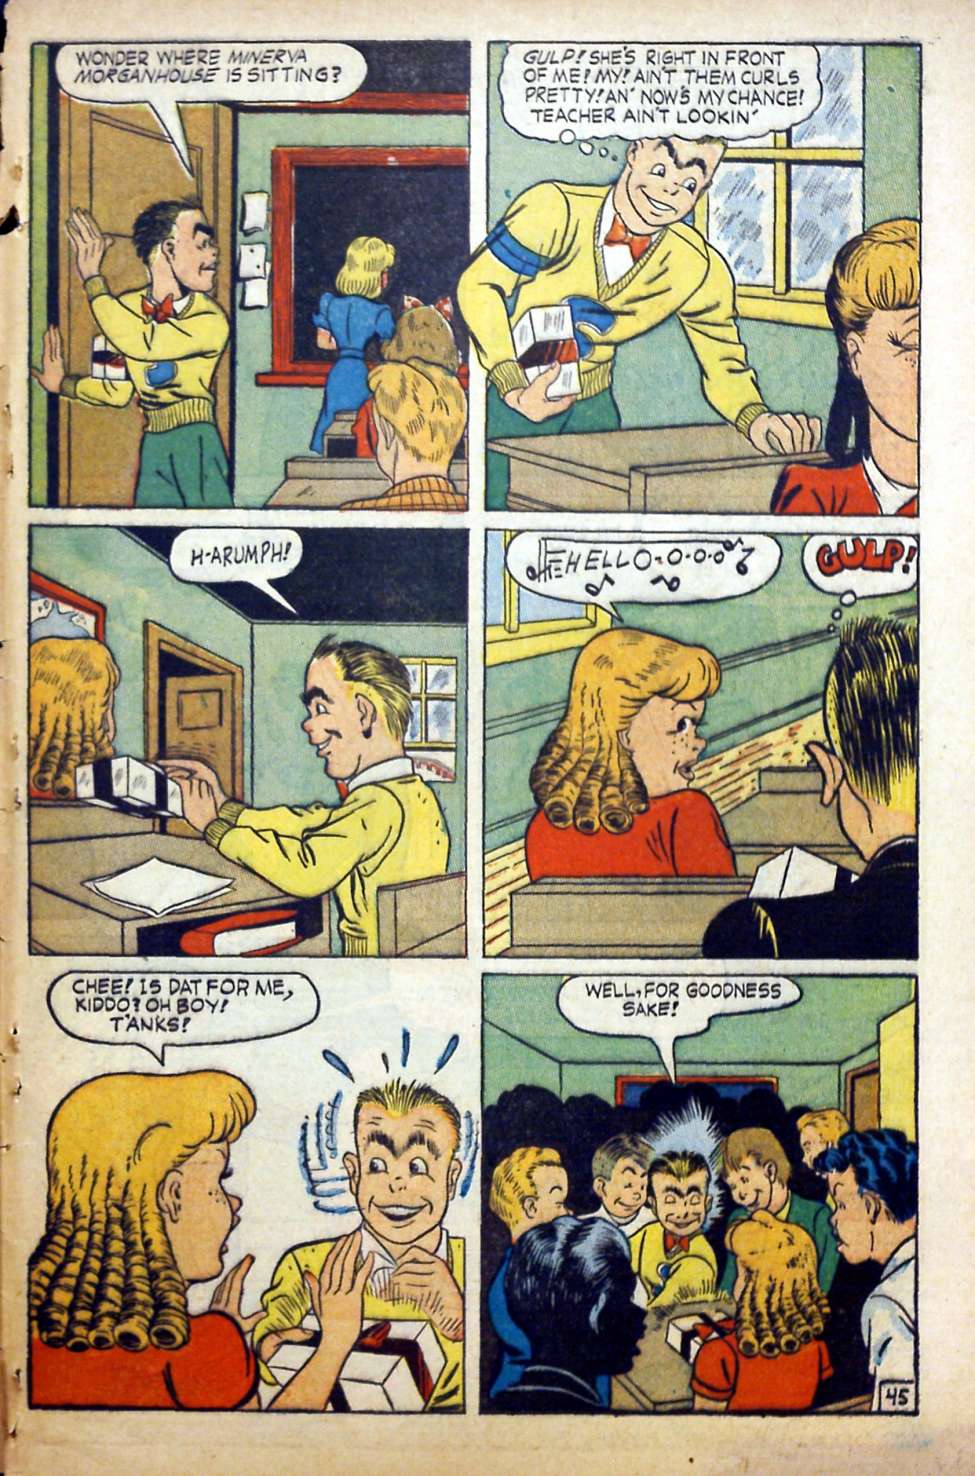 WONDER WHERE MINERVA
MORGANHOUSE IS SITTING?
GULP! SHE'S RIGHT IN FRONT
OF ME! MY! AIN'T THEM CURLS
PRETTY! AN' NOW'S MY CHANCE!
TEACHER AIN'T LOOKIN'
H-ARUMPH!
HELLO-O-O-O
GULP!
CHEE! IS DAT FOR ME,
KIDDO? OH BOY!
T'ANKS!
WELL, FOR GOODNESS
SAKE!
45